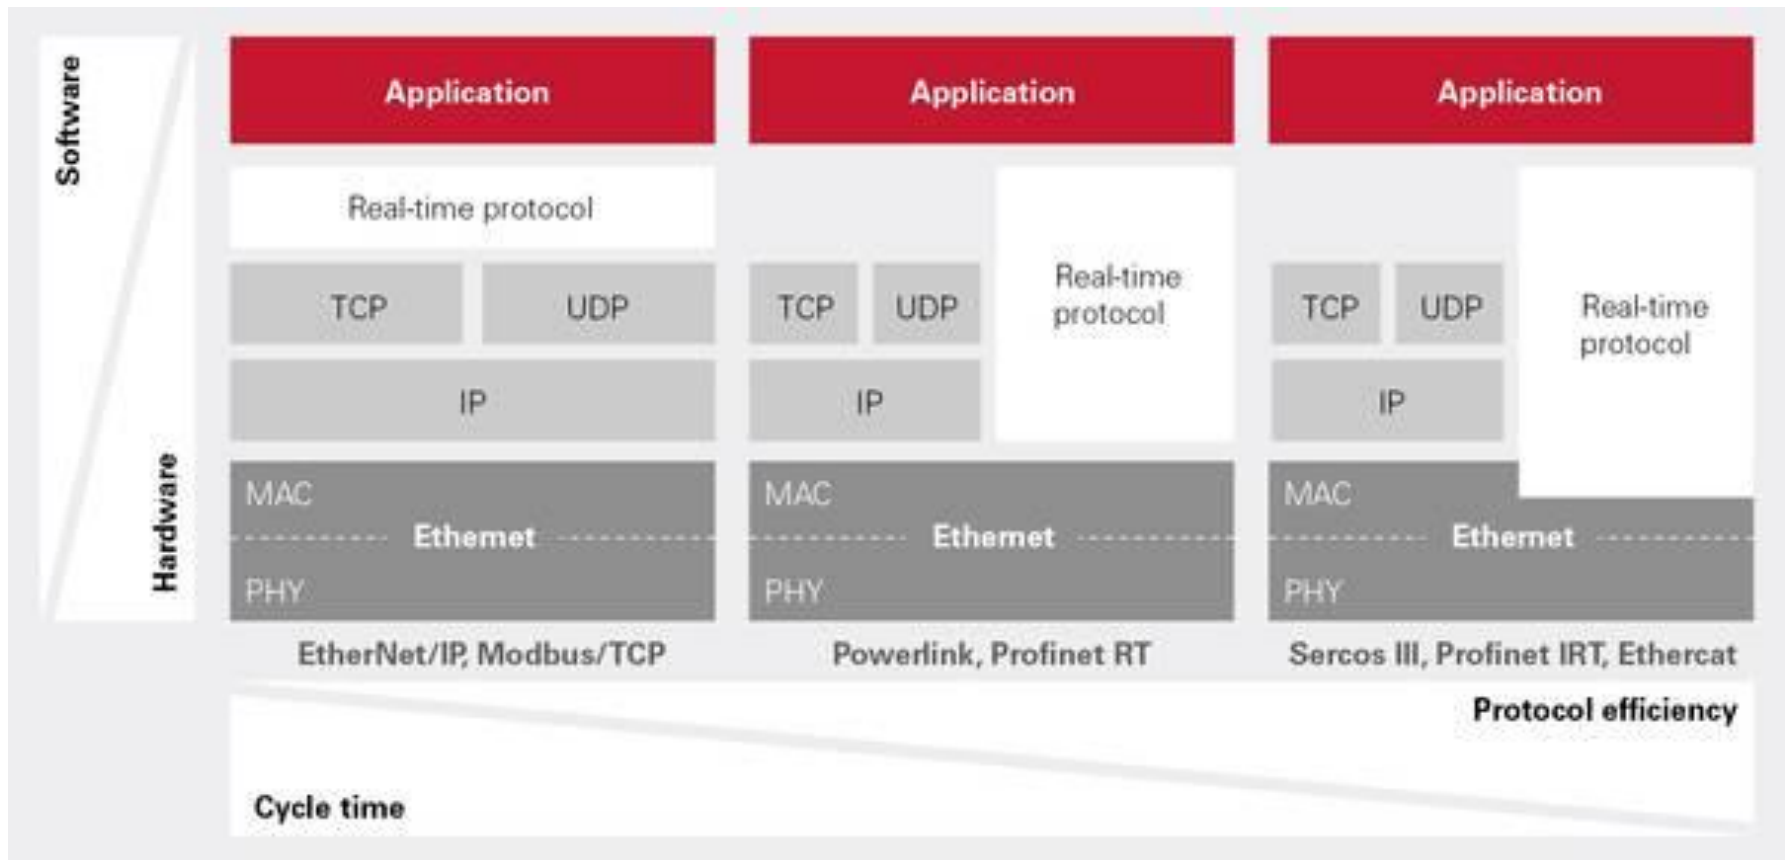 Software
Hardware
Application
Real-time protocol
TCP
UDP
IP
MAC
Ethernet
PHY
EtherNet/IP, Modbus/TCP
Application
Real-time
protocol
TCP
UDP
IP
MAC
Ethernet
PHY
Powerlink, Profinet RT
Application
Real-time
protocol
TCP
UDP
IP
MAC
Ethernet
PHY
Sercos III, Profinet IRT, Ethercat
Protocol efficiency
Cycle time